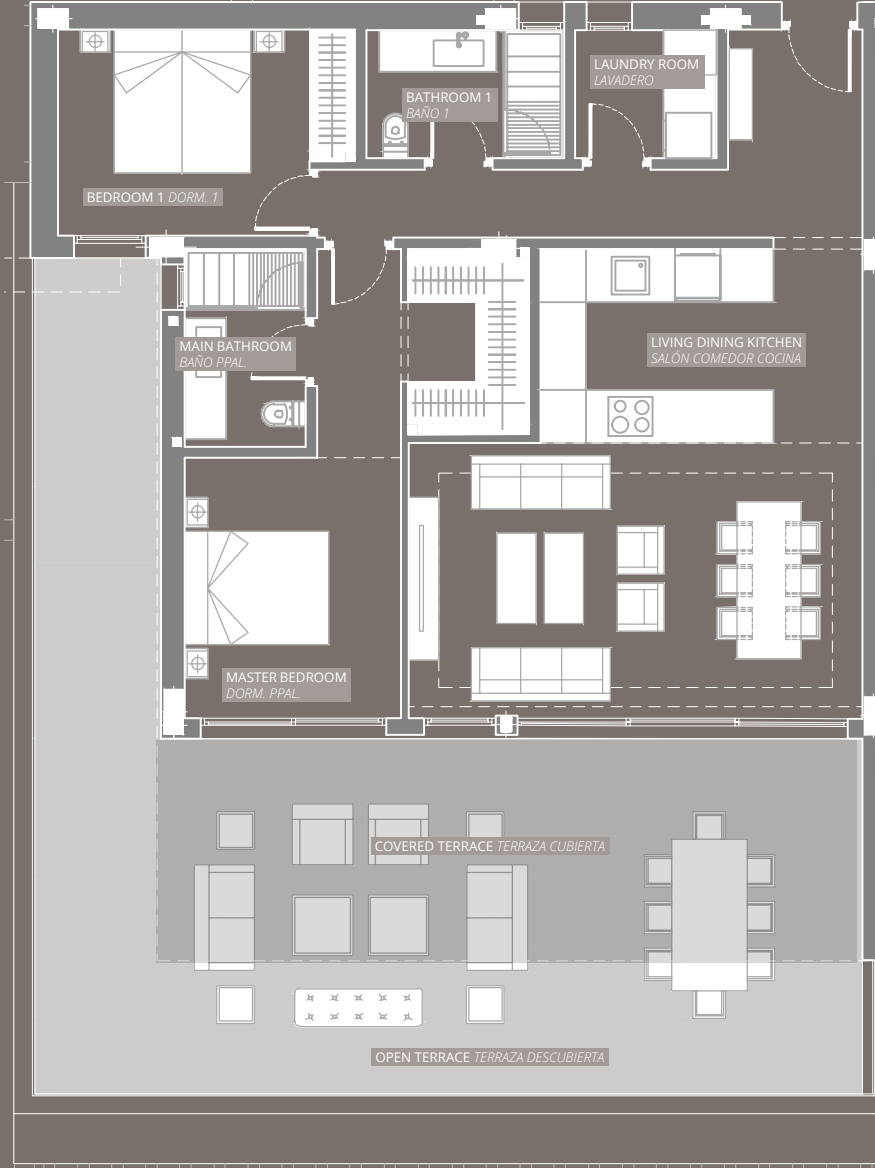 LAUNDRY ROOM
LAVADERO
BATHROOM 1
BAÑO 1
BEDROOM 1 DORM. 1
MAIN BATHROOM
BAÑO PPAL.
LIVING DINING KITCHEN
SALÓN COMEDOR COCINA
MASTER BEDROOM
DORM. PPAL.
COVERED TERRACE TERRAZA CUBIERTA
OPEN TERRACE TERRAZA DESCUBIERTA